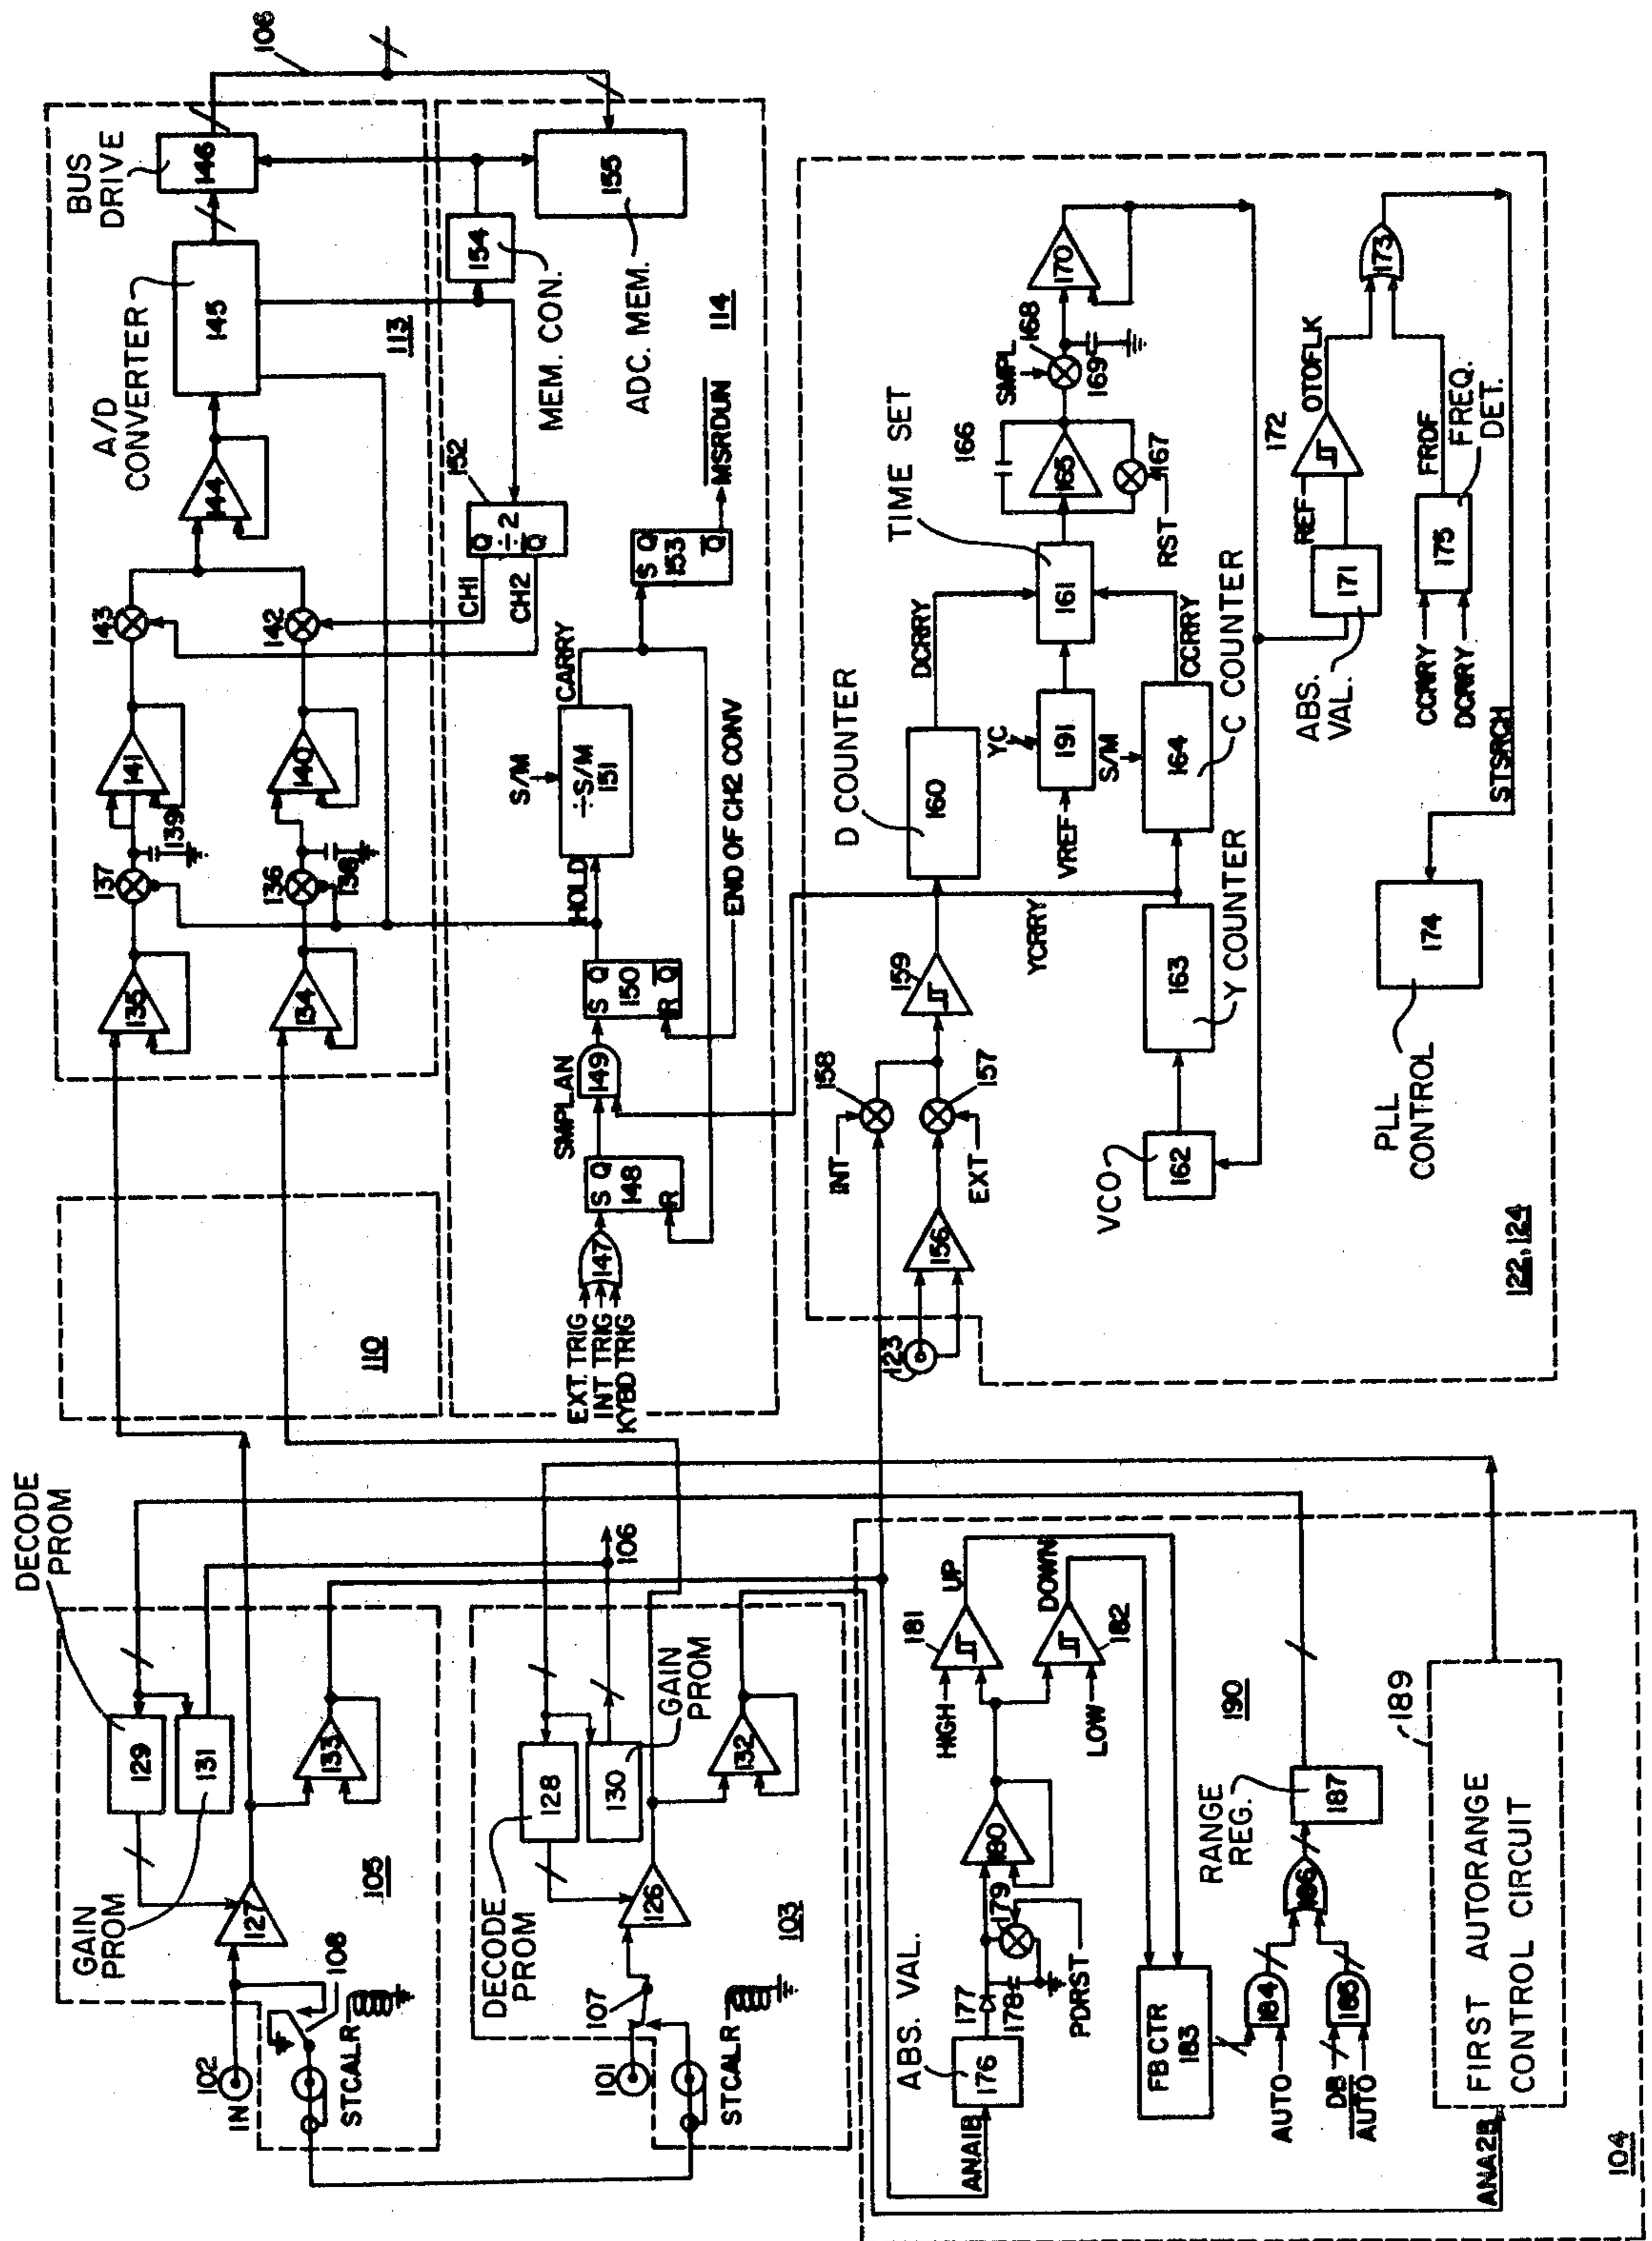 DECODE
PROM
129
131
GAIN
PROM
127
133
108
102
IN
STCALR
105
128
130
GAIN
PROM
DECODE
PROM
126
132
106
107
101
STCALR
103
110
BUS
DRIVE
146
106
A/D
CONVERTER
145
144
143
142
141
140
139
138
137
136
135
134
113
154
MEM. CON.
155
ADC. MEM.
114
152
Q
÷2
Q̅
CH1
CH2
S Q
153
Q̅
MSRDUN
S/M
÷S/M
151
CARRY
HOLD
END OF CH2 CONV
S Q
150
R Q̅
149
SMPLAN
S Q
148
R
147
EXT. TRIG
INT TRIG
KYBD TRIG
D COUNTER
160
DCRRY
TIME SET
161
166
165
167
RST
SMPL
168
169
170
159
158
157
INT
EXT
156
123
YC
191
VREF
S/M
164
CCRRY
C COUNTER
YCRRY
163
Y COUNTER
VCO
162
REF
172
OTOFLK
171
ABS.
VAL.
173
FRDF
175
FREQ.
DET.
CCRRY
DCRRY
STSRCH
174
PLL
CONTROL
122,124
ABS. VAL.
176
ANA1B
177
178
179
PDRST
180
HIGH
181
UP
LOW
182
DOWN
190
FB CTR
183
184
AUTO
185
DB
A̅U̅T̅O̅
186
RANGE
REG.
187
189
FIRST AUTORANGE
CONTROL CIRCUIT
ANA2B
104